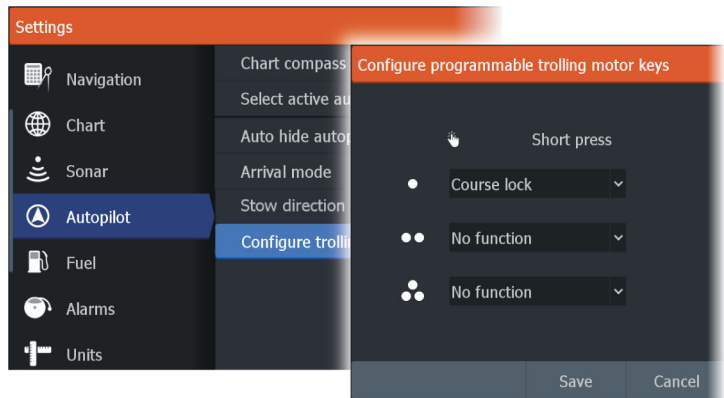 Settings
Navigation
Chart
Sonar
Autopilot
Fuel
Alarms
Units
Chart compass
Select active au
Auto hide autop
Arrival mode
Stow direction
Configure trolli
Configure programmable trolling motor keys
Short press
Course lock
No function
No function
Save
Cancel